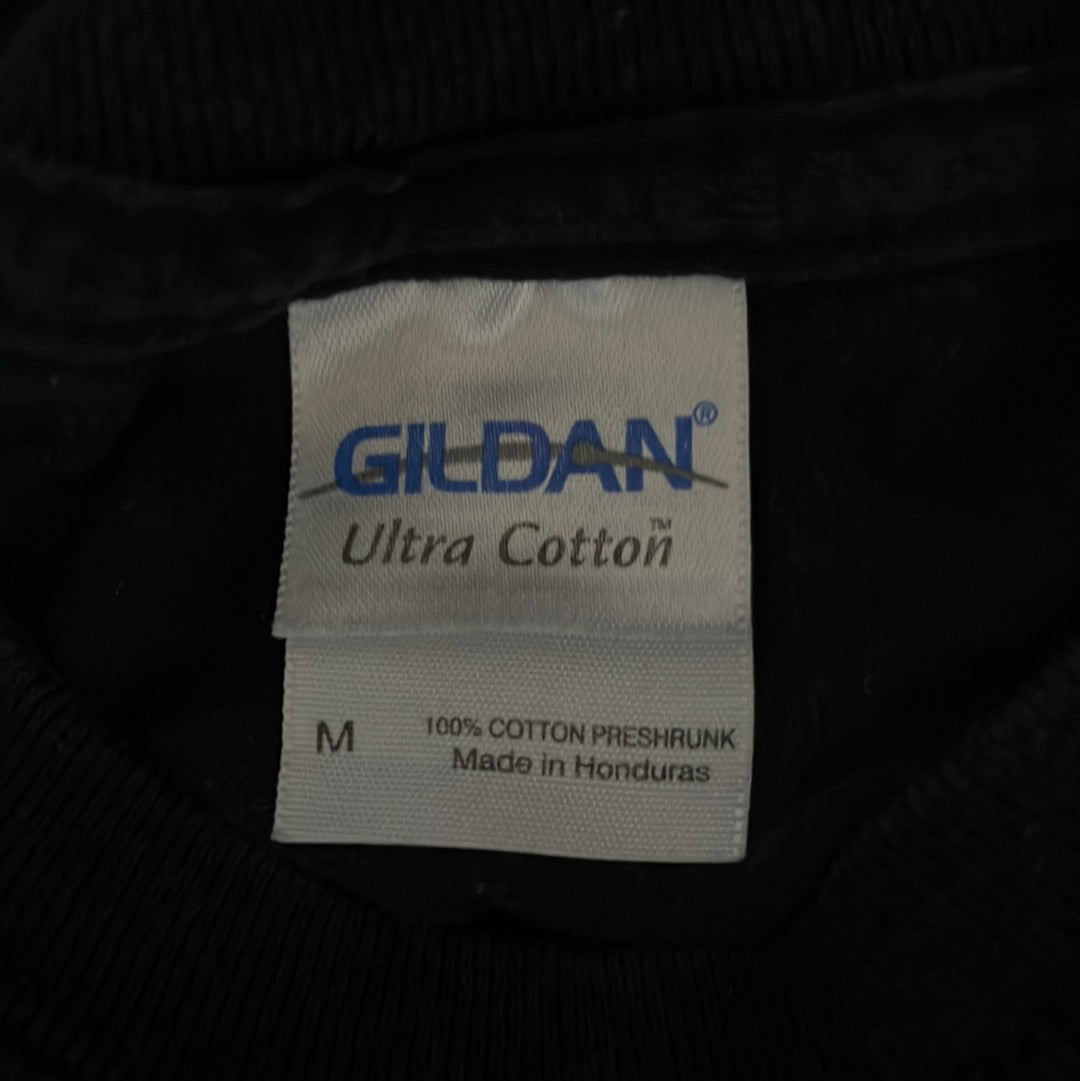 GILDAN®
Ultra Cotton™
M 100% COTTON PRESHRUNK
Made in Honduras